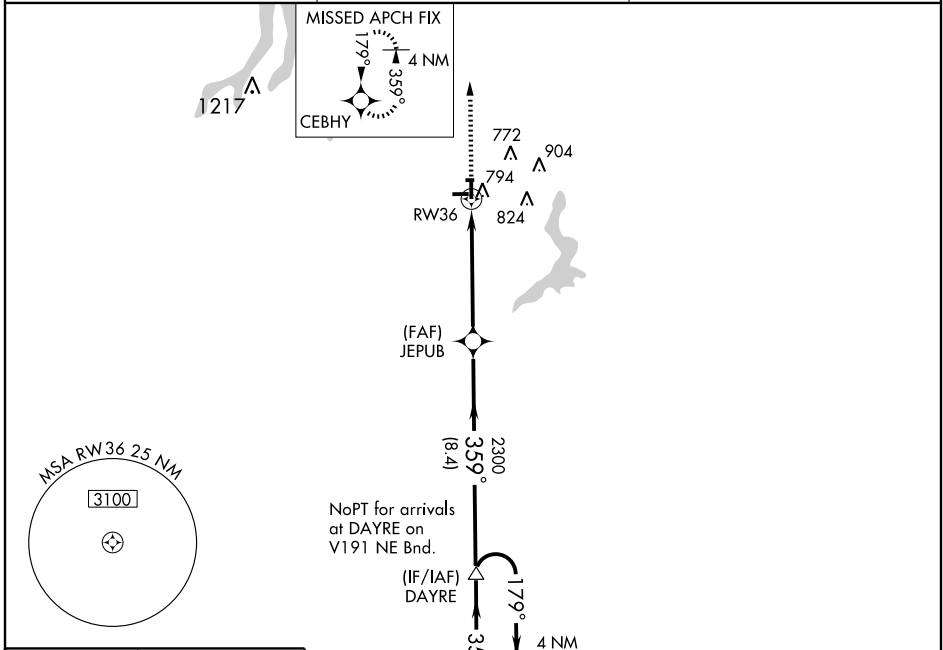 MISSED APCH FIX
179°
4 NM
359°
CEBHY
1217
772
904
794
824
RW36
(FAF)
JEPUB
2300
359°
(8.4)
MSA RW36 25 NM
3100
NoPT for arrivals
at DAYRE on
V191 NE Bnd.
(IF/IAF)
DAYRE
179°
4 NM